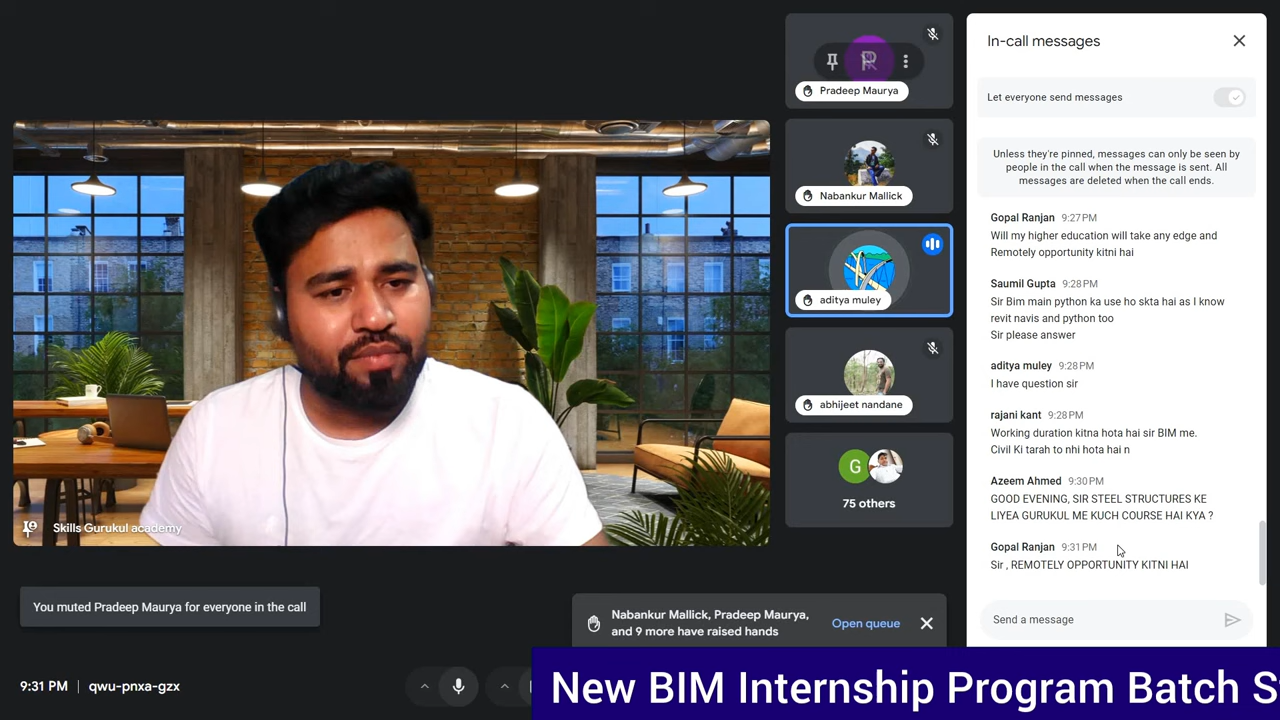 Pradeep Maurya
Nabankur Mallick
aditya muley
abhijeet nandane
G
75 others
Skills Gurukul academy
In-call messages
Let everyone send messages
Unless they're pinned, messages can only be seen by
people in the call when the message is sent. All
messages are deleted when the call ends.
Gopal Ranjan 9:27 PM
Will my higher education will take any edge and
Remotely opportunity kitni hai
Saumil Gupta 9:28 PM
Sir Bim main python ka use ho skta hai as I know
revit navis and python too
Sir please answer
aditya muley 9:28 PM
I have question sir
rajani kant 9:28 PM
Working duration kitna hota hai sir BIM me.
Civil Ki tarah to nhi hota hai n
Azeem Ahmed 9:30 PM
GOOD EVENING, SIR STEEL STRUCTURES KE
LIYEA GURUKUL ME KUCH COURSE HAI KYA ?
Gopal Ranjan 9:31 PM
Sir , REMOTELY OPPORTUNITY KITNI HAI
Send a message
You muted Pradeep Maurya for everyone in the call
Nabankur Mallick, Pradeep Maurya,
and 9 more have raised hands
Open queue
9:31 PM | qwu-pnxa-gzx
New BIM Internship Program Batch